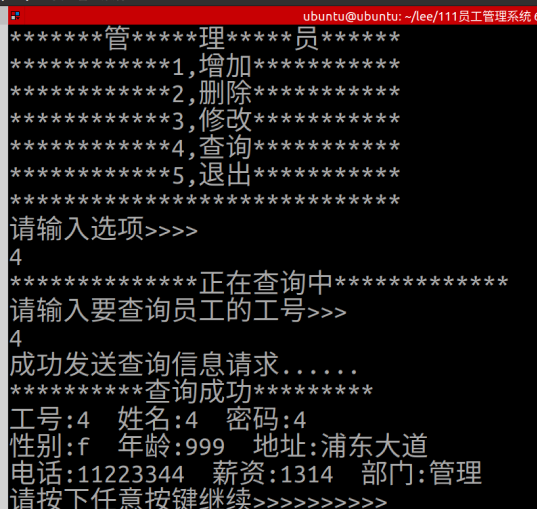 ubuntu@ubuntu: ~/lee/111员工管理系统 6
*******管*****理*****员******
************1,增加***********
************2,删除***********
************3,修改***********
************4,查询***********
************5,退出***********
*****************************
请输入选项>>>>
4
**************正在查询中*************
请输入要查询员工的工号>>>
4
成功发送查询信息请求......
**********查询成功*********
工号:4  姓名:4  密码:4
性别:f  年龄:999  地址:浦东大道
电话:11223344  薪资:1314  部门:管理
请按下任意按键继续>>>>>>>>>>